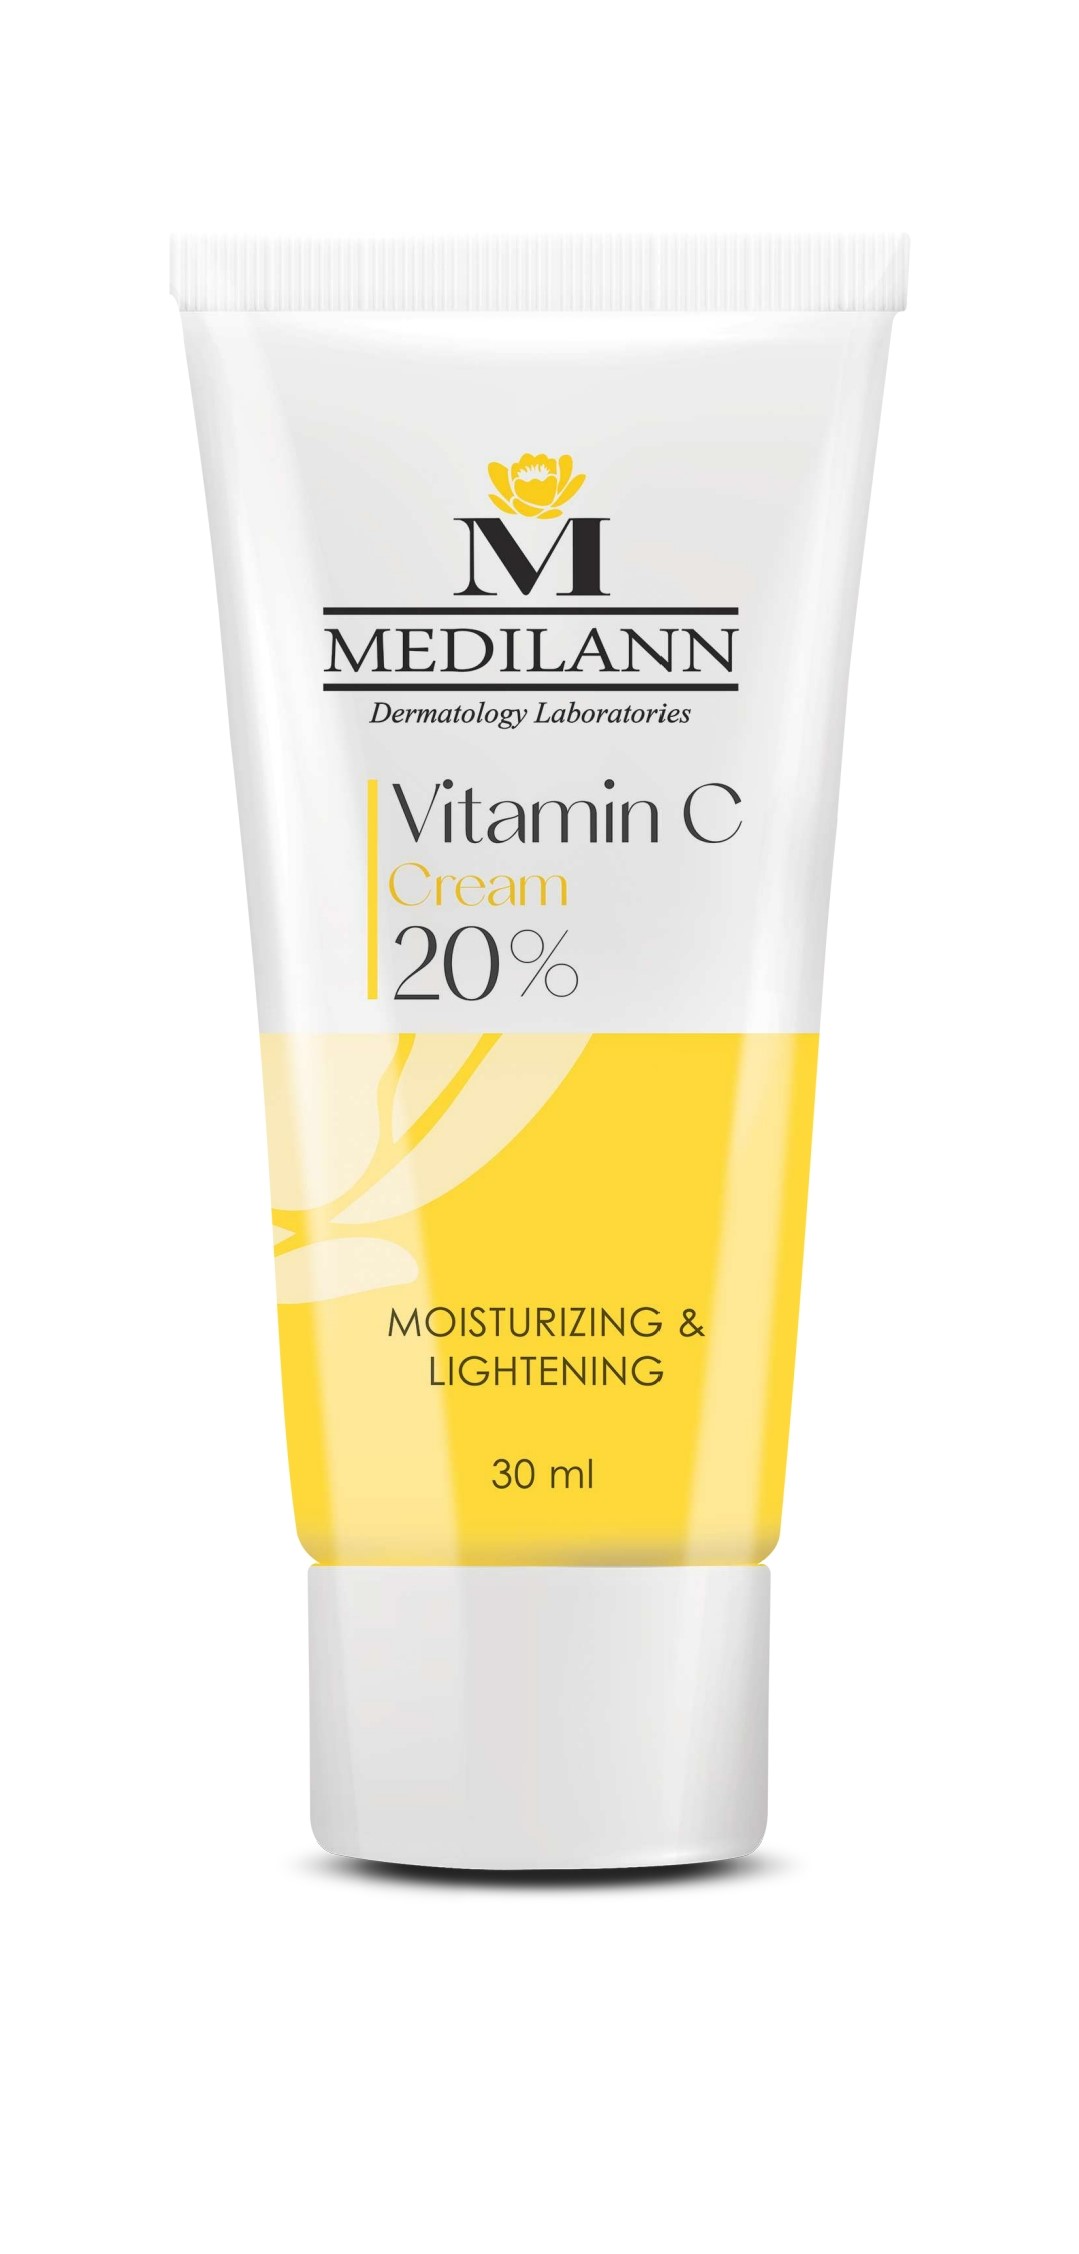 M
MEDILANN
Dermatology Laboratories
Vitamin C
Cream
20%
MOISTURIZING &
LIGHTENING
30 ml